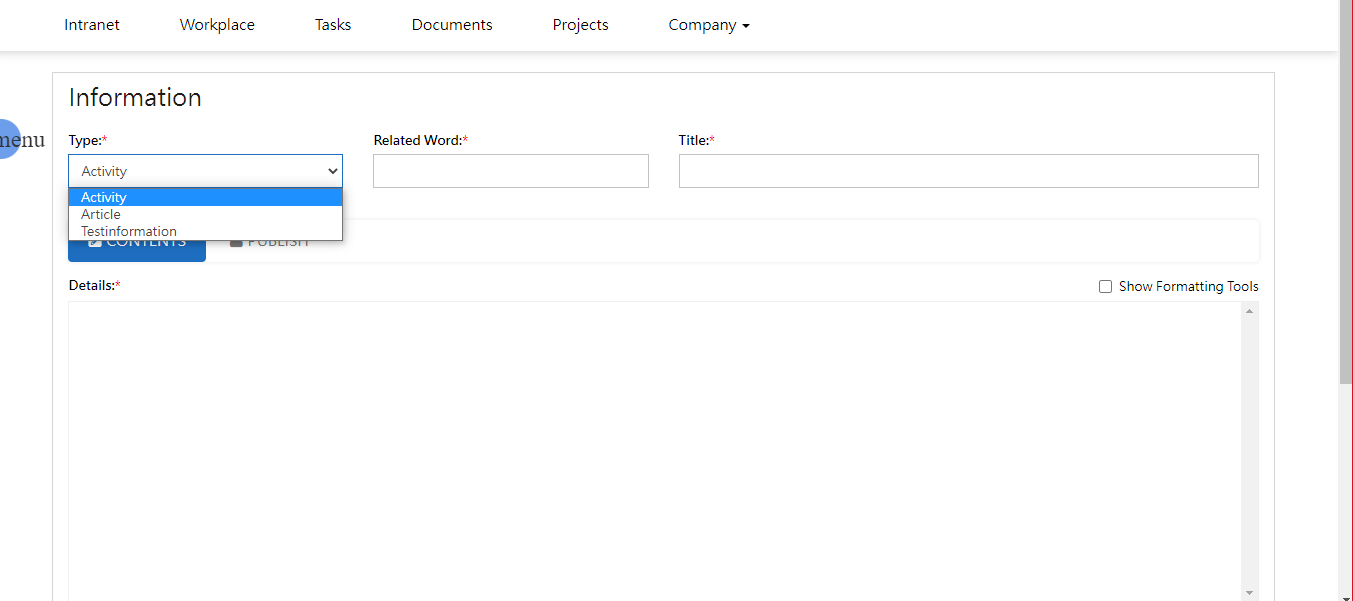 Intranet Workplace Tasks Documents Projects Company
Information
menu
Type:* Related Word:* Title:*
Activity
Activity
Article
Testinformation
CONTENTS PUBLISH
Details:* Show Formatting Tools